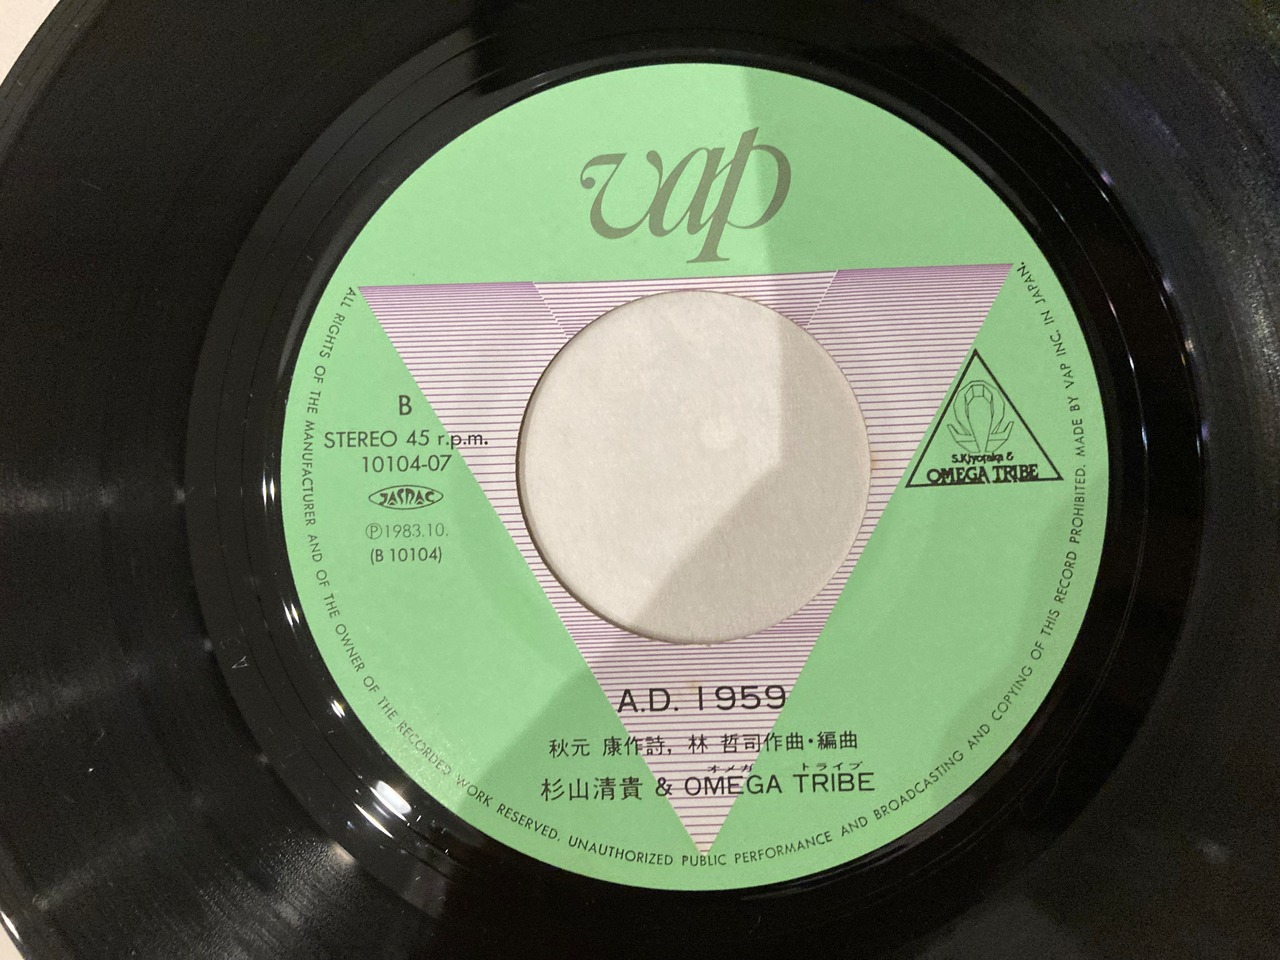 vap
ALL RIGHTS OF THE MANUFACTURER AND OF THE OWNER OF THE RECORDED WORK RESERVED. UNAUTHORIZED PUBLIC PERFORMANCE AND BROADCASTING AND COPYING OF THIS RECORD PROHIBITED. MADE BY VAP INC. IN JAPAN.
B
STEREO 45 r.p.m.
10104-07
JASRAC
Ⓟ1983.10.
(B 10104)
S.Kiyotaka &
OMEGA TRIBE
A.D. 1959
秋元 康作詩, 林 哲司作曲・編曲
オメガ トライブ
杉山清貴 & OMEGA TRIBE